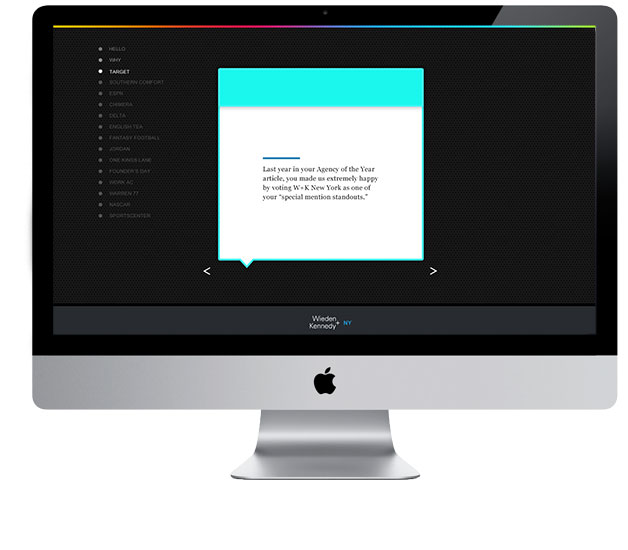 HELLO
WHY
TARGET
SOUTHERN COMFORT
ESPN
CHIMERA
DELTA
ENGLISH TEA
FANTASY FOOTBALL
JORDAN
ONE KINGS LANE
FOUNDER'S DAY
WORK AC
WARREN 77
NASCAR
SPORTSCENTER
Last year in your Agency of the Year
article, you made us extremely happy
by voting W+K New York as one of
your "special mention standouts."
< >
Wieden
Kennedy+ NY